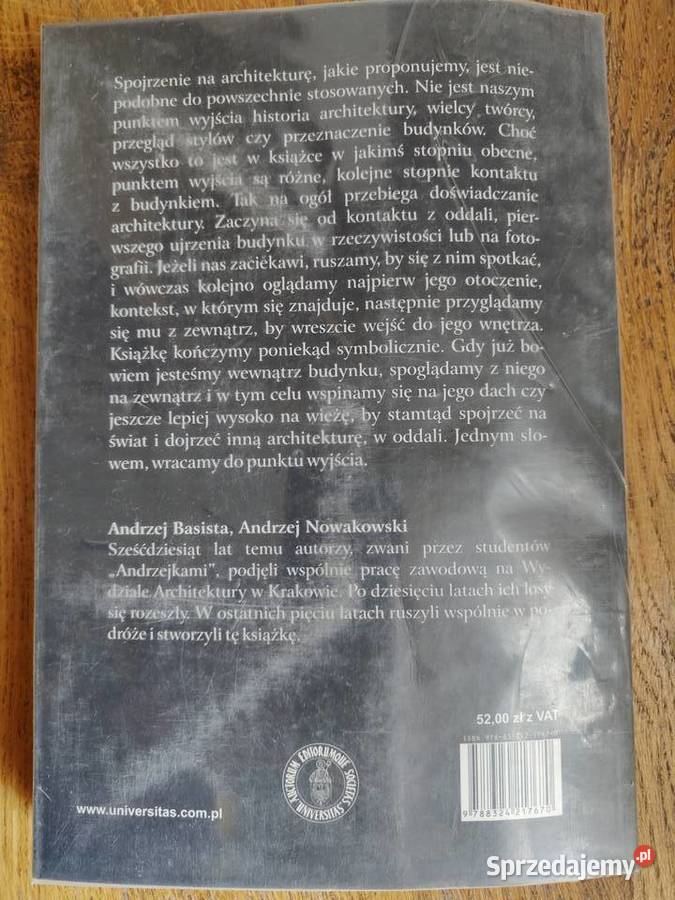 Spojrzenie na architekturę, jakie proponujemy, jest nie-
podobne do powszechnie stosowanych. Nie jest naszym
punktem wyjścia historia architektury, wielcy twórcy,
przegląd stylów czy przeznaczenie budynków. Choć
wszystko to jest w książce w jakimś stopniu obecne,
punktem wyjścia są różne, kolejne stopnie kontaktu
z budynkiem. Tak na ogół przebiega doświadczanie
architektury. Zaczyna się od kontaktu z oddali, pier-
wszego ujrzenia budynku w rzeczywistości lub na foto-
grafii. Jeżeli nas zaciekawi, ruszamy, by się z nim spotkać,
i wówczas kolejno oglądamy najpierw jego otoczenie,
kontekst, w którym się znajduje, następnie przyglądamy
się mu z zewnątrz, by wreszcie wejść do jego wnętrza.
Książkę kończymy poniekąd symbolicznie. Gdy już bo-
wiem jesteśmy wewnątrz budynku, spoglądamy z niego
na zewnątrz i w tym celu wspinamy się na jego dach czy
jeszcze lepiej wysoko na wieżę, by stamtąd spojrzeć na
świat i dojrzeć inną architekturę, w oddali. Jednym sło-
wem, wracamy do punktu wyjścia.
Andrzej Basista, Andrzej Nowakowski
Sześćdziesiąt lat temu autorzy, zwani przez studentów
„Andrzejkami”, podjęli wspólnie pracę zawodową na Wy-
dziale Architektury w Krakowie. Po dziesięciu latach ich losy
się rozeszły. W ostatnich pięciu latach ruszyli wspólnie w po-
dróże i stworzyli tę książkę.
52,00 zł z VAT
ISBN
9 788324 217670
AUCTORUM EDITORUMQUE SOCIETAS
UNIVERSITAS
www.universitas.com.pl
Sprzedajemy.pl